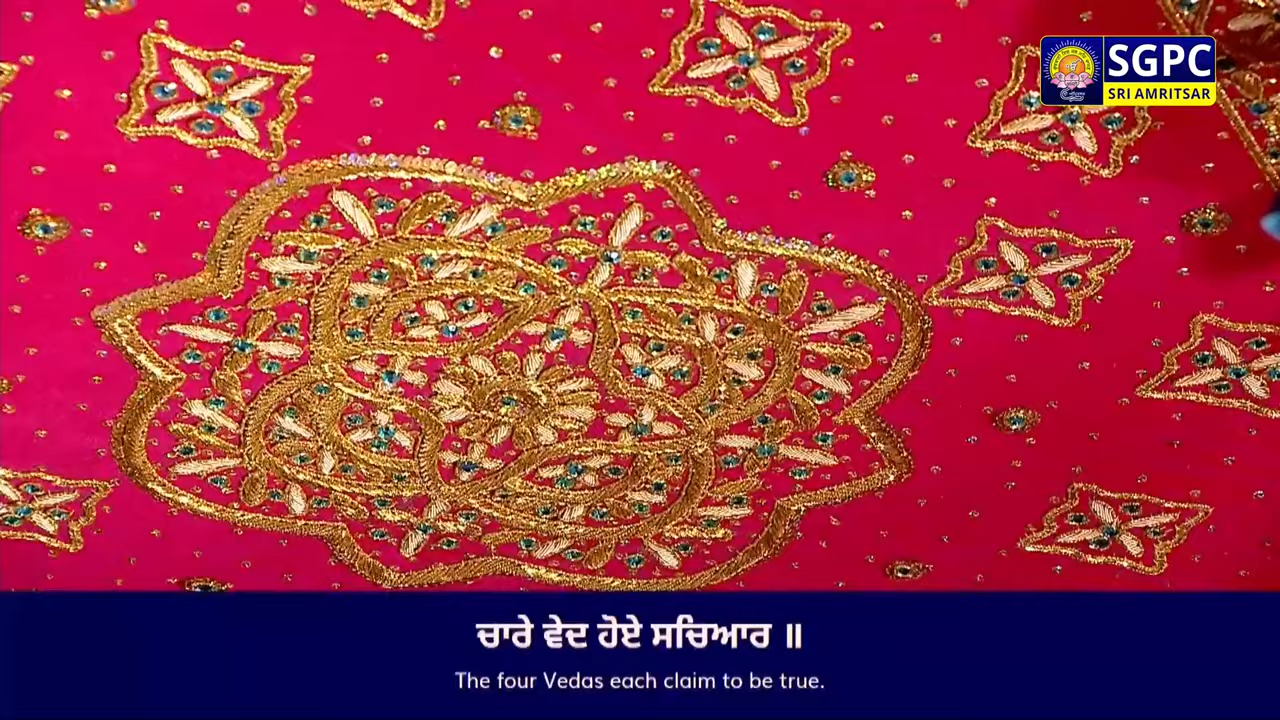 SGPC
SRI AMRITSAR
ਚਾਰੇ ਵੇਦ ਹੋਏ ਸਚਿਆਰ ॥
The four Vedas each claim to be true.